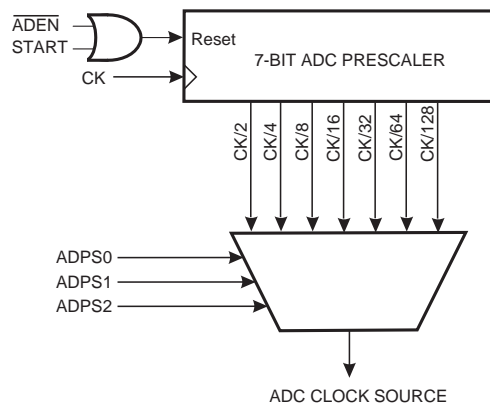 ADEN
START
Reset
7-BIT ADC PRESCALER
CK
CK/2
CK/4
CK/8
CK/16
CK/32
CK/64
CK/128
ADPS0
ADPS1
ADPS2
ADC CLOCK SOURCE